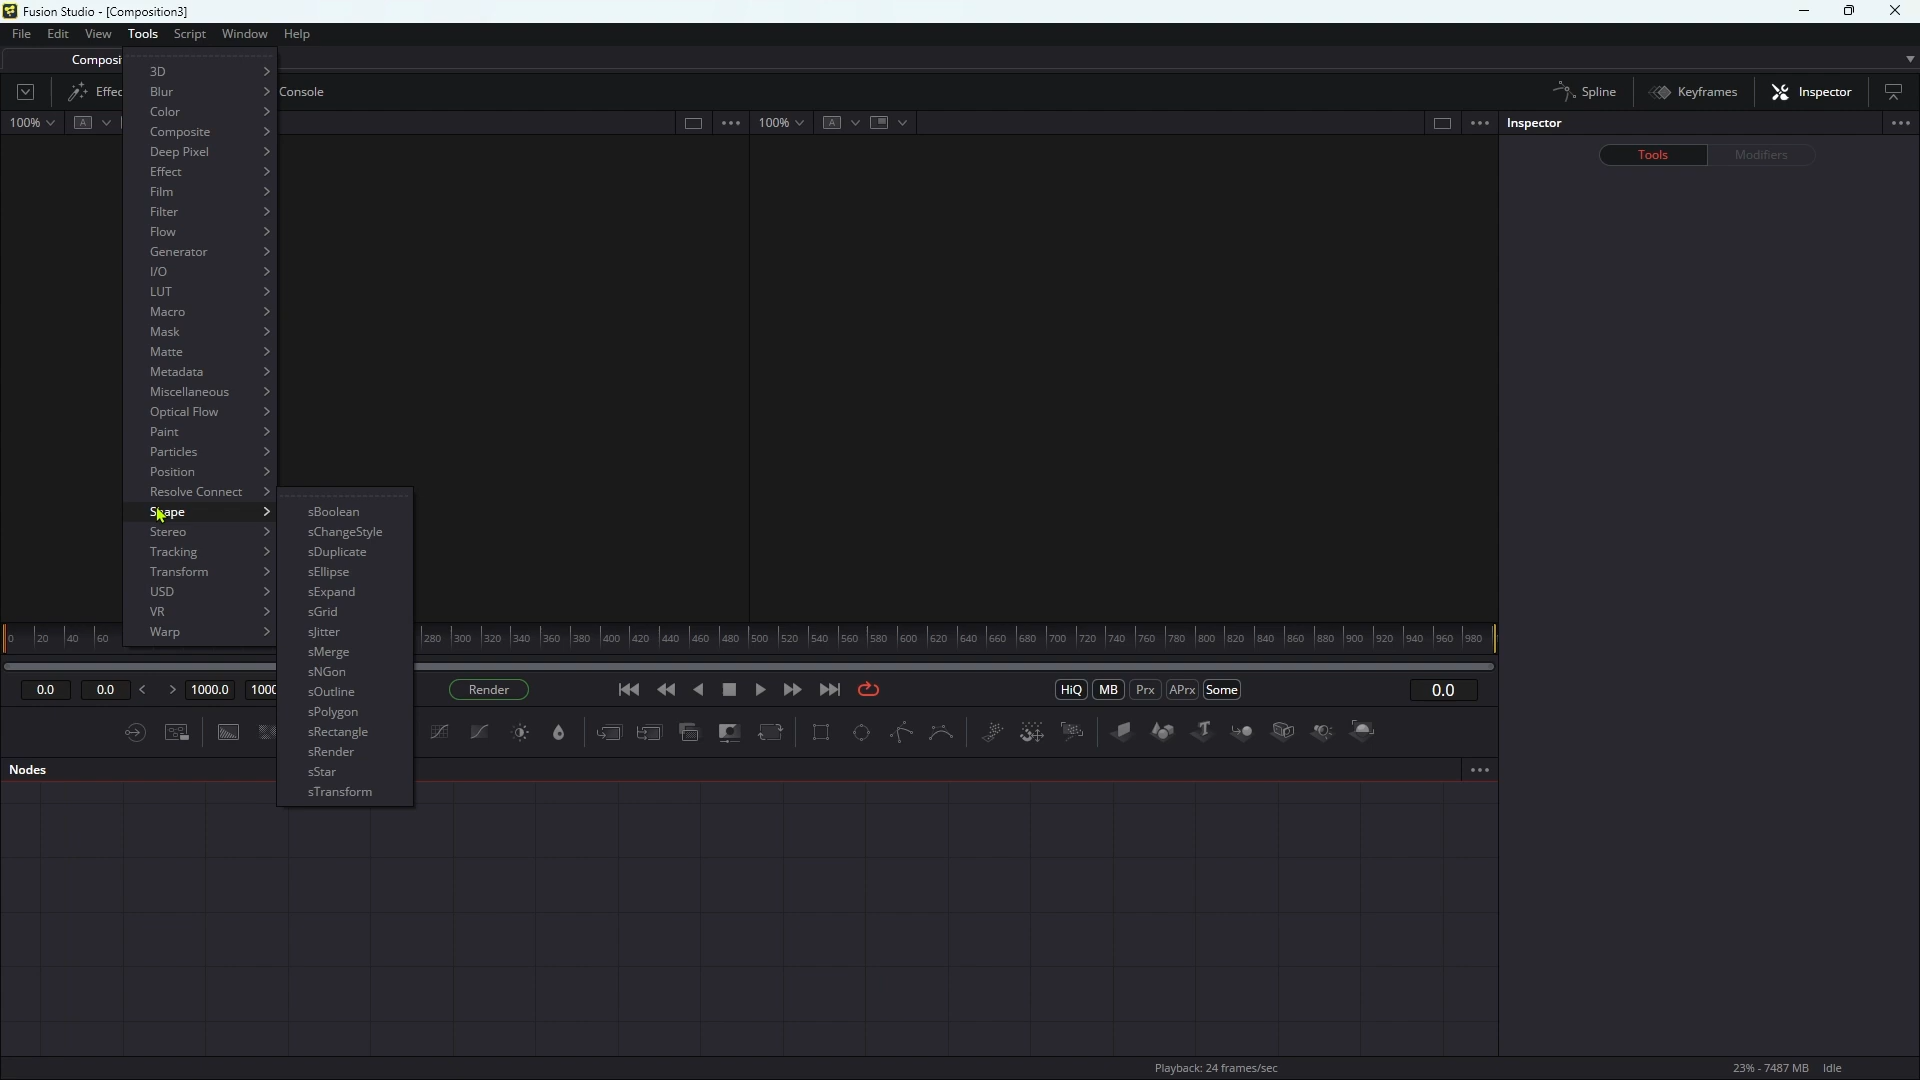 Fusion Studio - [Composition3]
File Edit View Tools Script Window Help
Composit
Effec Console Spline Keyframes Inspector
100% A 100% A Inspector
Tools Modifiers
3D
Blur
Color
Composite
Deep Pixel
Effect
Film
Filter
Flow
Generator
I/O
LUT
Macro
Mask
Matte
Metadata
Miscellaneous
Optical Flow
Paint
Particles
Position
Resolve Connect
Shape
Stereo
Tracking
Transform
USD
VR
Warp
sBoolean
sChangeStyle
sDuplicate
sEllipse
sExpand
sGrid
sJitter
sMerge
sNGon
sOutline
sPolygon
sRectangle
sRender
sStar
sTransform
0 20 40 60 280 300 320 340 360 380 400 420 440 460 480 500 520 540 560 580 600 620 640 660 680 700 720 740 760 780 800 820 840 860 880 900 920 940 960 980
0.0 0.0 < > 1000.0 1000 Render HiQ MB Prx APrx Some 0.0
Nodes
Playback: 24 frames/sec 23% - 7487 MB Idle